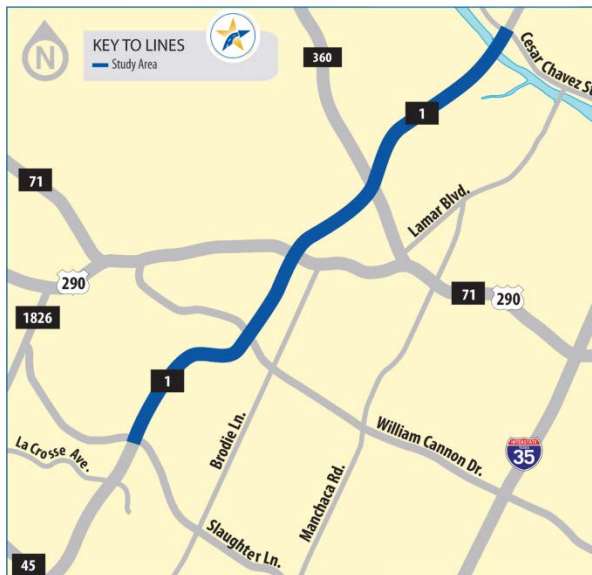 N
KEY TO LINES
Study Area
360
Cesar Chavez St
1
71
Lamar Blvd.
290
71
290
1826
1
La Crosse Ave.
Brodie Ln.
Manchaca Rd.
William Cannon Dr.
INTERSTATE
35
Slaughter Ln.
45